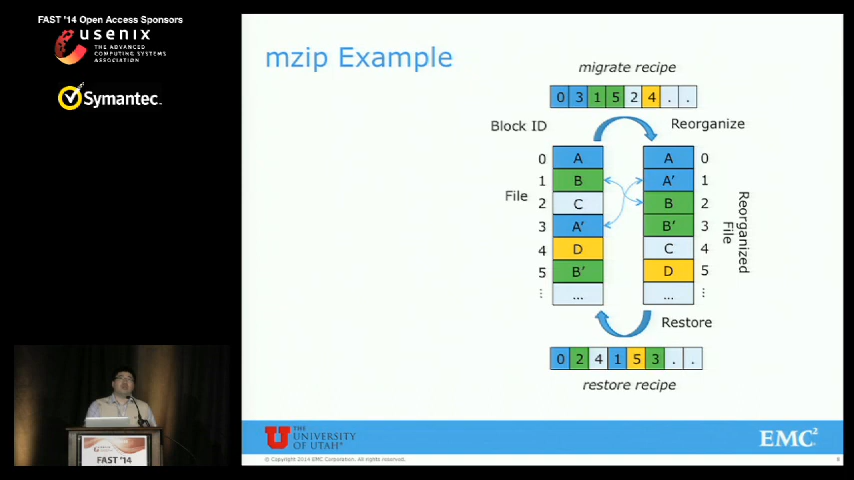 FAST '14 Open Access Sponsors
usenix
THE ADVANCED
COMPUTING SYSTEMS
ASSOCIATION
Symantec.
mzip Example
migrate recipe
0 3 1 5 2 4 . .
Block ID
Reorganize
File
0 A
1 B
2 C
3 A'
4 D
5 B'
⋮ ...
A 0
A' 1
B 2
B' 3
C 4
D 5
... ⋮
Reorganized
File
Restore
0 2 4 1 5 3 . .
restore recipe
FAST '14
U THE
UNIVERSITY
OF UTAH
EMC²
© Copyright 2014 EMC Corporation. All rights reserved.